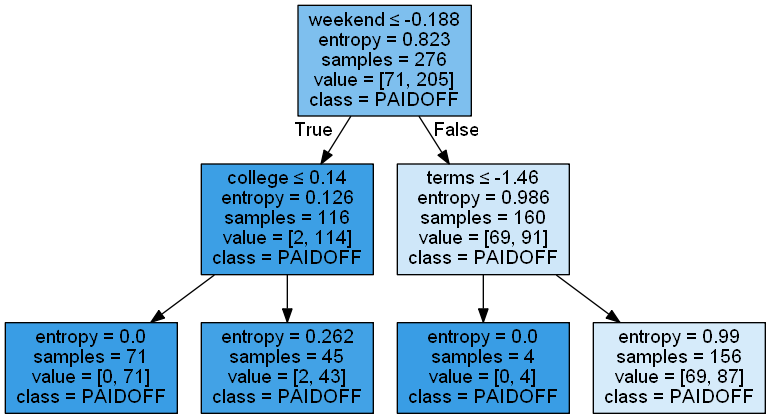 weekend ≤ -0.188
entropy = 0.823
samples = 276
value = [71, 205]
class = PAIDOFF
True
False
college ≤ 0.14
entropy = 0.126
samples = 116
value = [2, 114]
class = PAIDOFF
terms ≤ -1.46
entropy = 0.986
samples = 160
value = [69, 91]
class = PAIDOFF
entropy = 0.0
samples = 71
value = [0, 71]
class = PAIDOFF
entropy = 0.262
samples = 45
value = [2, 43]
class = PAIDOFF
entropy = 0.0
samples = 4
value = [0, 4]
class = PAIDOFF
entropy = 0.99
samples = 156
value = [69, 87]
class = PAIDOFF